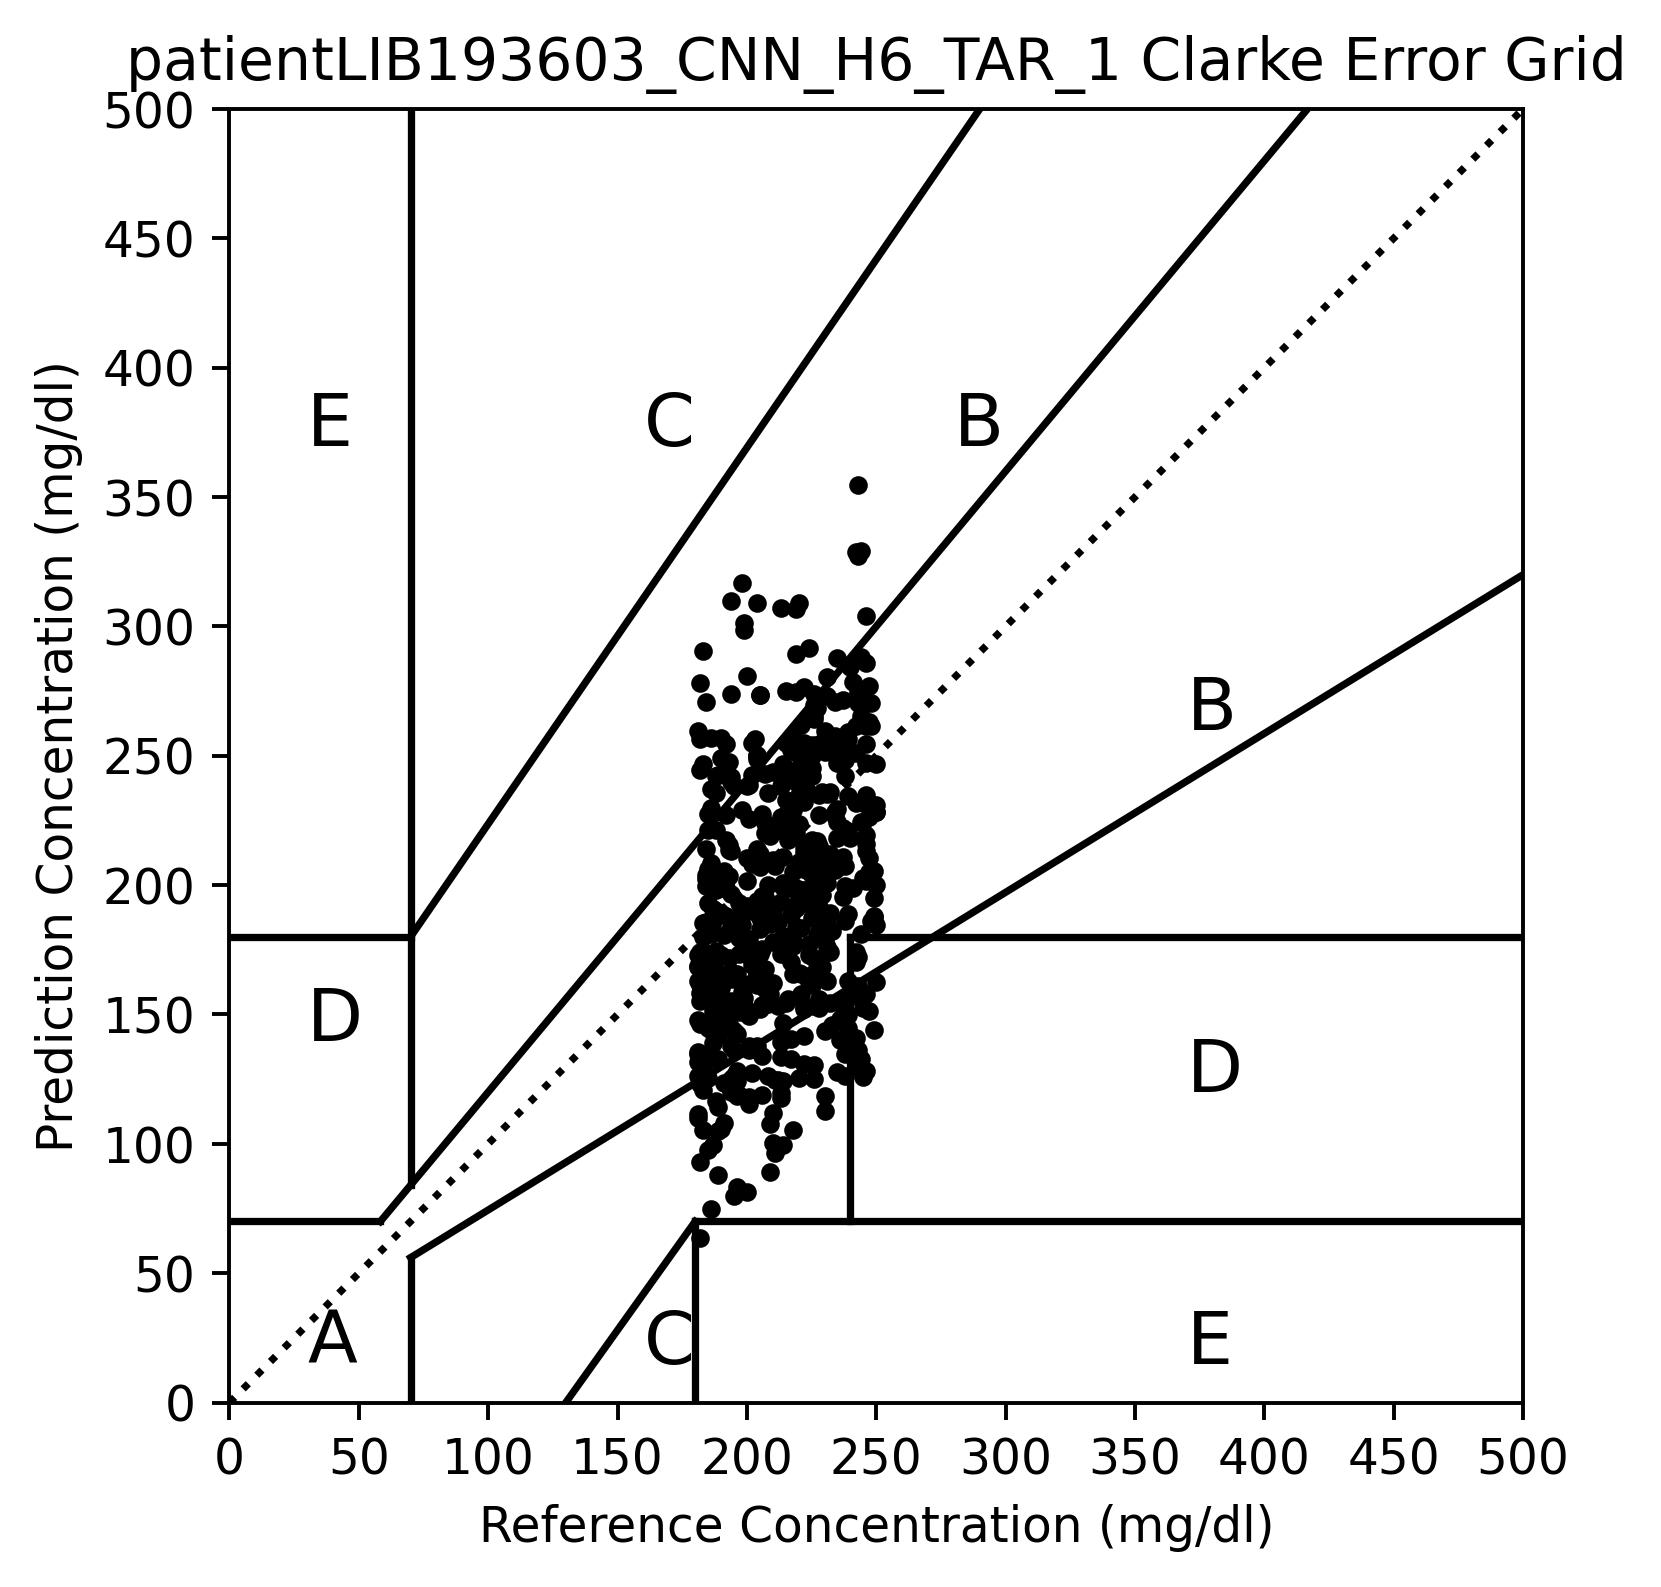 patientLIB193603_CNN_H6_TAR_1 Clarke Error Grid
Prediction Concentration (mg/dl)
500
450
400
350
300
250
200
150
100
50
0
E
C
B
B
D
D
A
C
E
0 50 100 150 200 250 300 350 400 450 500
Reference Concentration (mg/dl)